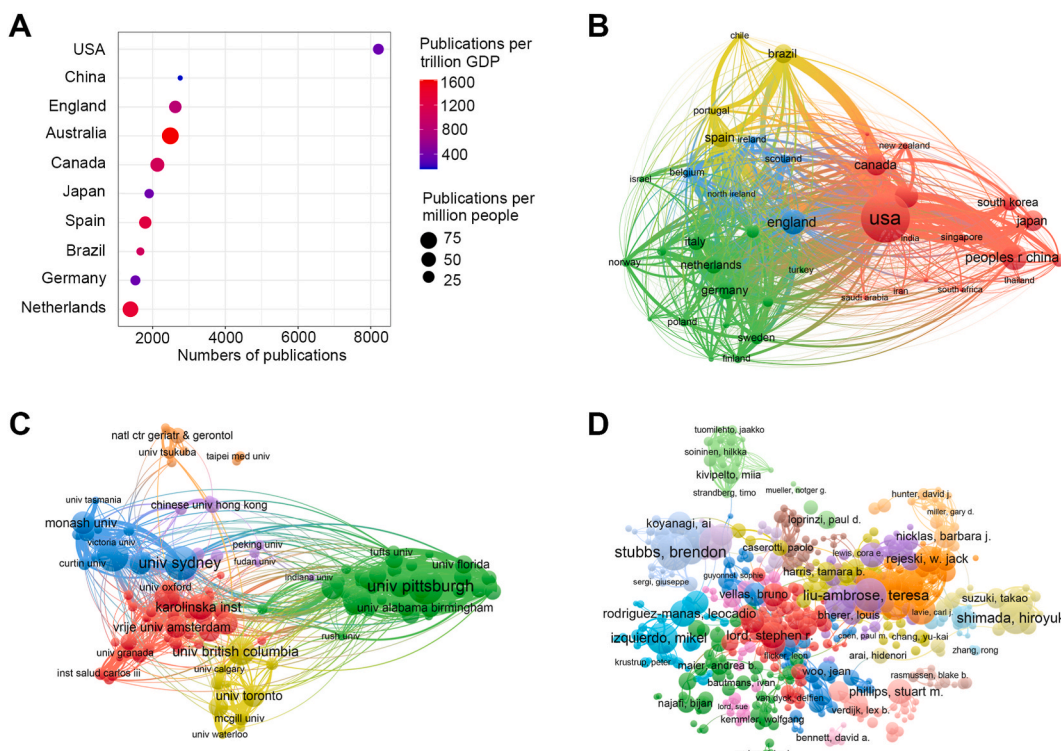 A
USA
China
England
Australia
Canada
Japan
Spain
Brazil
Germany
Netherlands
2000
4000
6000
8000
Numbers of publications
Publications per
trillion GDP
1600
1200
800
400
Publications per
million people
75
50
25
B
chile
brazil
portugal
spain
ireland
scotland
new zealand
canada
belgium
israel
north ireland
south korea
usa
england
japan
india
singapore
italy
norway
netherlands
peoples r china
turkey
iran
thailand
germany
south africa
saudi arabia
poland
sweden
finland
C
natl ctr geriatr & gerontol
univ tsukuba
taipei med univ
univ tasmania
chinese univ hong kong
monash univ
victoria univ
peking univ
tufts univ
curtin univ
univ sydney
fudan univ
univ florida
indiana univ
univ pittsburgh
univ oxford
karolinska inst
univ alabama birmingham
vrije univ amsterdam
rush univ
univ granada
univ british columbia
inst salud carlos iii
univ calgary
univ toronto
mcgill univ
univ waterloo
D
tuomilehto, jaakko
soininen, hilkka
kivipelto, miia
mueller, notger g.
strandberg, timo
hunter, david j.
miller, gary d.
koyanagi, ai
loprinzi, paul d.
nicklas, barbara j.
stubbs, brendon
caserotti, paolo
lewis, cora e.
rejeski, w. jack
sergi, giuseppe
guyonnet, sophie
harris, tamara b.
vellas, bruno
liu-ambrose, teresa
suzuki, takao
rodriguez-manas, leocadio
bherer, louis
lavie, carl j.
shimada, hiroyuk
izquierdo, mikel
lord, stephen r.
chen, paul m.
chang, yu-kai
krustrup, peter
flicker, leon
arai, hidenori
zhang, rong
maier, andrea b.
woo, jean
rasmussen, blake b.
bautmans, ivan
van dyck, delfien
phillips, stuart m.
najafi, bijan
lord, sue
verdijk, lex b.
kemmler, wolfgang
bennett, david a.